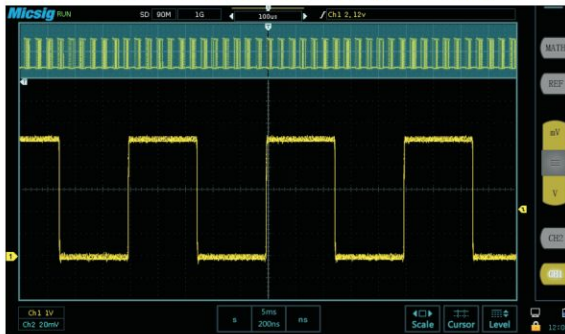 Micsig RUN SD 90M 1G 100us Ch1 2.12v
MATH
REF
mV
V
CH2
CH1
1
Ch1 1V
Ch2 20mV
s 5ms 200ns ns
Scale Cursor Level